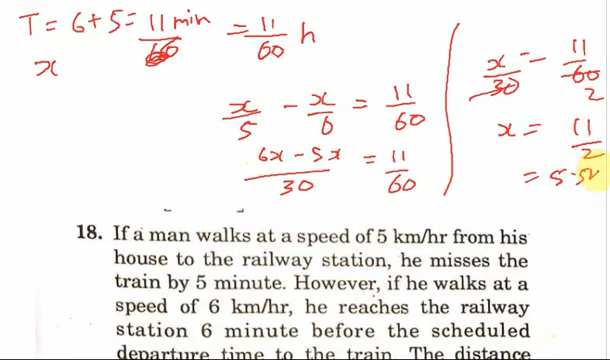 T = 6 + 5 = 11 min/60 = 11/60 h
x
x/5 - x/6 = 11/60
6x - 5x/30 = 11/60
x/30 = 11/60
2
x = 11/2
= 5.5
18. If a man walks at a speed of 5 km/hr from his
house to the railway station, he misses the
train by 5 minute. However, if he walks at a
speed of 6 km/hr, he reaches the railway
station 6 minute before the scheduled
departure time to the train. The distance